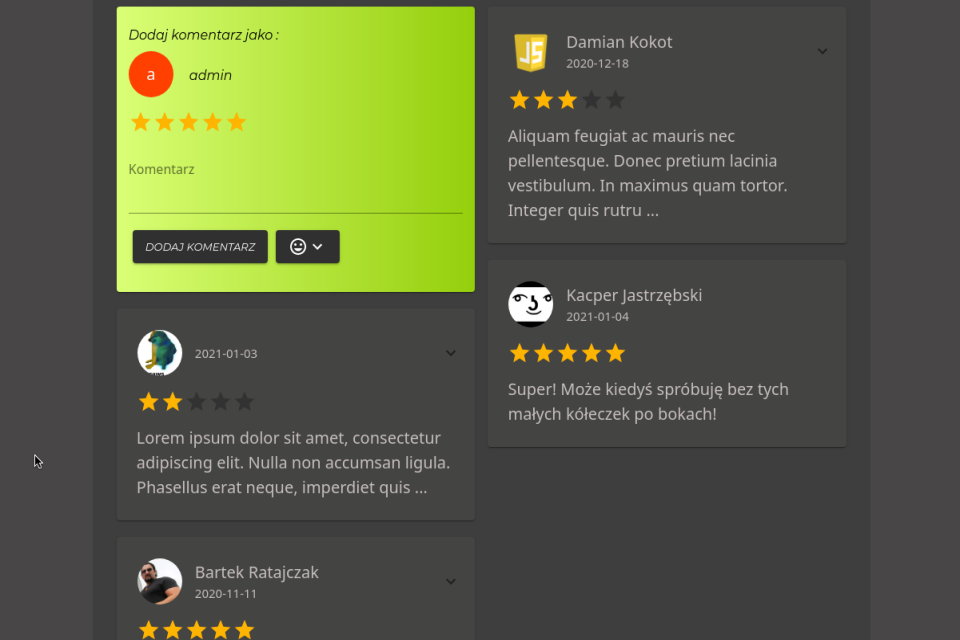 Dodaj komentarz jako :
a
admin
Komentarz
DODAJ KOMENTARZ
2021-01-03
Lorem ipsum dolor sit amet, consectetur
adipiscing elit. Nulla non accumsan ligula.
Phasellus erat neque, imperdiet quis ...
Bartek Ratajczak
2020-11-11
JS
Damian Kokot
2020-12-18
Aliquam feugiat ac mauris nec
pellentesque. Donec pretium lacinia
vestibulum. In maximus quam tortor.
Integer quis rutru ...
Kacper Jastrzębski
2021-01-04
Super! Może kiedyś spróbuję bez tych
małych kółeczek po bokach!